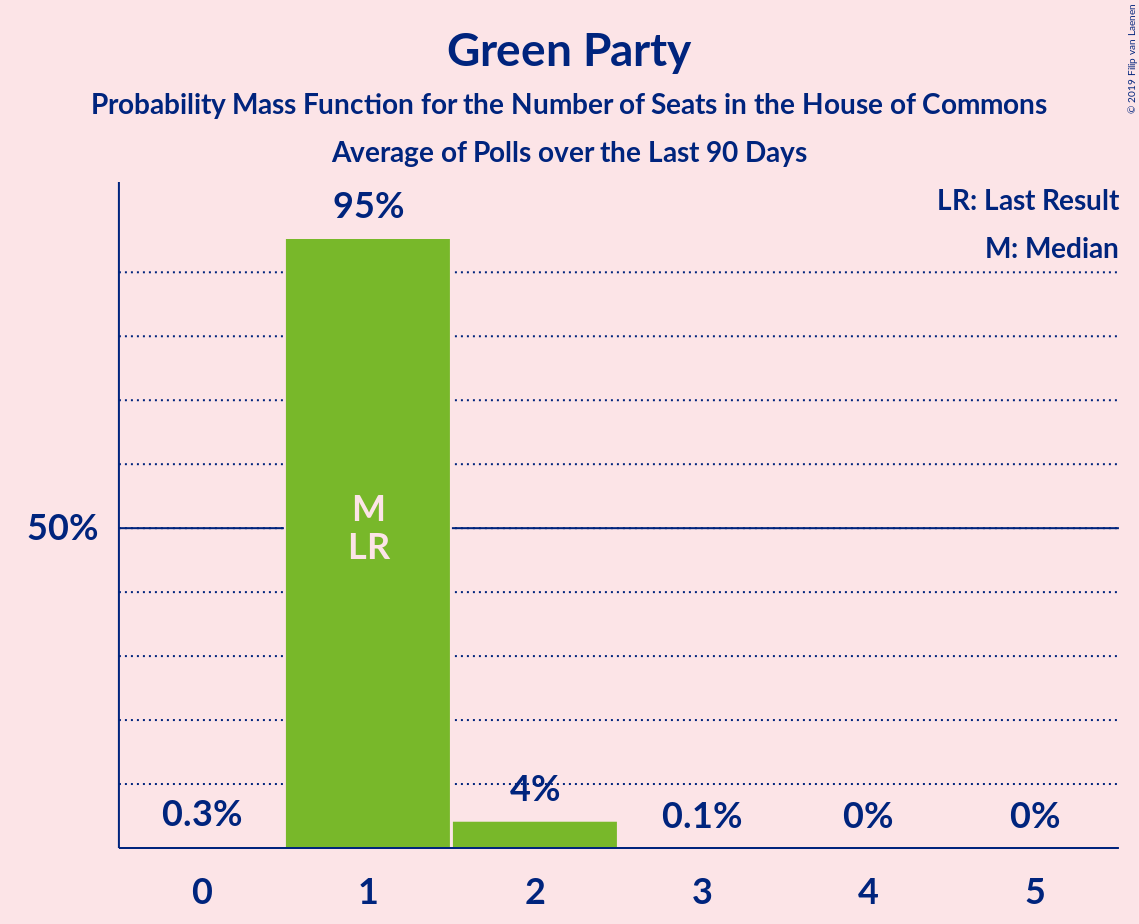 Green Party
Probability Mass Function for the Number of Seats in the House of Commons
Average of Polls over the Last 90 Days
© 2019 Filip van Laenen
LR: Last Result
M: Median
95%
M
LR
50%
0.3%
4%
0.1%
0%
0%
0 1 2 3 4 5